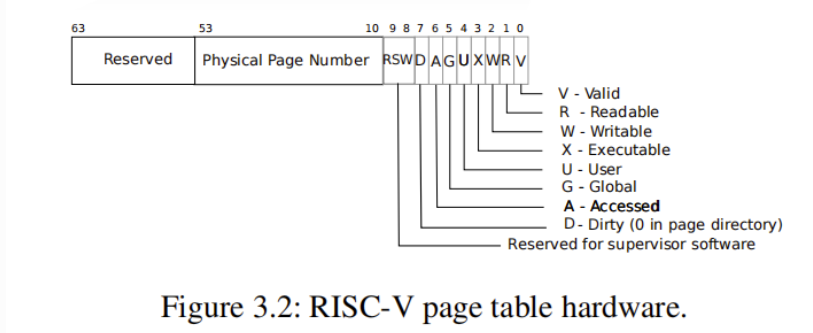 63 53 10 9 8 7 6 5 4 3 2 1 0
Reserved Physical Page Number RSW D A G U X W R V
V - Valid
R - Readable
W - Writable
X - Executable
U - User
G - Global
A - Accessed
D - Dirty (0 in page directory)
Reserved for supervisor software
Figure 3.2: RISC-V page table hardware.